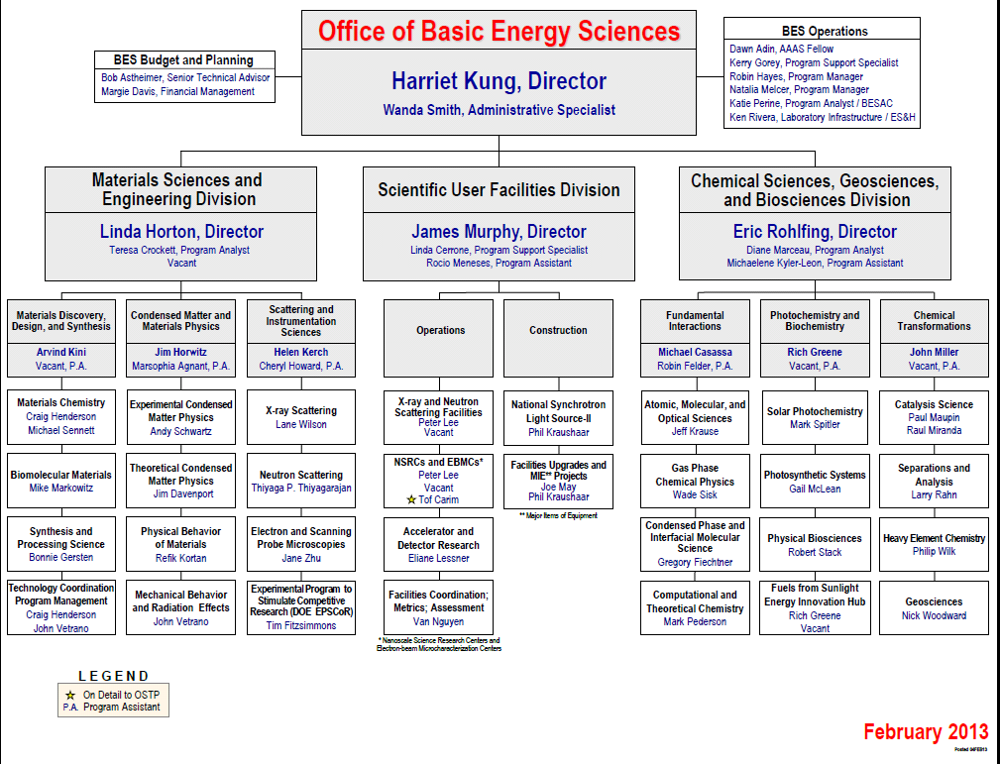 Office of Basic Energy Sciences
Harriet Kung, Director
Wanda Smith, Administrative Specialist
BES Budget and Planning
Bob Astheimer, Senior Technical Advisor
Margie Davis, Financial Management
BES Operations
Dawn Adin, AAAS Fellow
Kerry Gorey, Program Support Specialist
Robin Hayes, Program Manager
Natalia Melcer, Program Manager
Katie Perine, Program Analyst / BESAC
Ken Rivera, Laboratory Infrastructure / ES&H
Materials Sciences and
Engineering Division
Linda Horton, Director
Teresa Crockett, Program Analyst
Vacant
Scientific User Facilities Division
James Murphy, Director
Linda Cerrone, Program Support Specialist
Rocio Meneses, Program Assistant
Chemical Sciences, Geosciences,
and Biosciences Division
Eric Rohlfing, Director
Diane Marceau, Program Analyst
Michaelene Kyler-Leon, Program Assistant
Materials Discovery,
Design, and Synthesis
Arvind Kini
Vacant, P.A.
Materials Chemistry
Craig Henderson
Michael Sennett
Biomolecular Materials
Mike Markowitz
Synthesis and
Processing Science
Bonnie Gersten
Technology Coordination
Program Management
Craig Henderson
John Vetrano
Condensed Matter and
Materials Physics
Jim Horwitz
Marsophia Agnant, P.A.
Experimental Condensed
Matter Physics
Andy Schwartz
Theoretical Condensed
Matter Physics
Jim Davenport
Physical Behavior
of Materials
Refik Kortan
Mechanical Behavior
and Radiation Effects
John Vetrano
Scattering and
Instrumentation
Sciences
Helen Kerch
Cheryl Howard, P.A.
X-ray Scattering
Lane Wilson
Neutron Scattering
Thiyaga P. Thiyagarajan
Electron and Scanning
Probe Microscopies
Jane Zhu
Experimental Program to
Stimulate Competitive
Research (DOE EPSCoR)
Tim Fitzsimmons
Operations
X-ray and Neutron
Scattering Facilities
Peter Lee
Vacant
NSRCs and EBMCs*
Peter Lee
Vacant
☆ Tof Carim
Accelerator and
Detector Research
Eliane Lessner
Facilities Coordination;
Metrics; Assessment
Van Nguyen
* Nanoscale Science Research Centers and
Electron-beam Microcharacterization Centers
Construction
National Synchrotron
Light Source-II
Phil Kraushaar
Facilities Upgrades and
MIE** Projects
Joe May
Phil Kraushaar
** Major Items of Equipment
Fundamental
Interactions
Michael Casassa
Robin Felder, P.A.
Atomic, Molecular, and
Optical Sciences
Jeff Krause
Gas Phase
Chemical Physics
Wade Sisk
Condensed Phase and
Interfacial Molecular
Science
Gregory Fiechtner
Computational and
Theoretical Chemistry
Mark Pederson
Photochemistry and
Biochemistry
Rich Greene
Vacant, P.A.
Solar Photochemistry
Mark Spitler
Photosynthetic Systems
Gail McLean
Physical Biosciences
Robert Stack
Fuels from Sunlight
Energy Innovation Hub
Rich Greene
Vacant
Chemical
Transformations
John Miller
Vacant, P.A.
Catalysis Science
Paul Maupin
Raul Miranda
Separations and
Analysis
Larry Rahn
Heavy Element Chemistry
Philip Wilk
Geosciences
Nick Woodward
LEGEND
☆ On Detail to OSTP
P.A. Program Assistant
February 2013
Posted 04FEB13